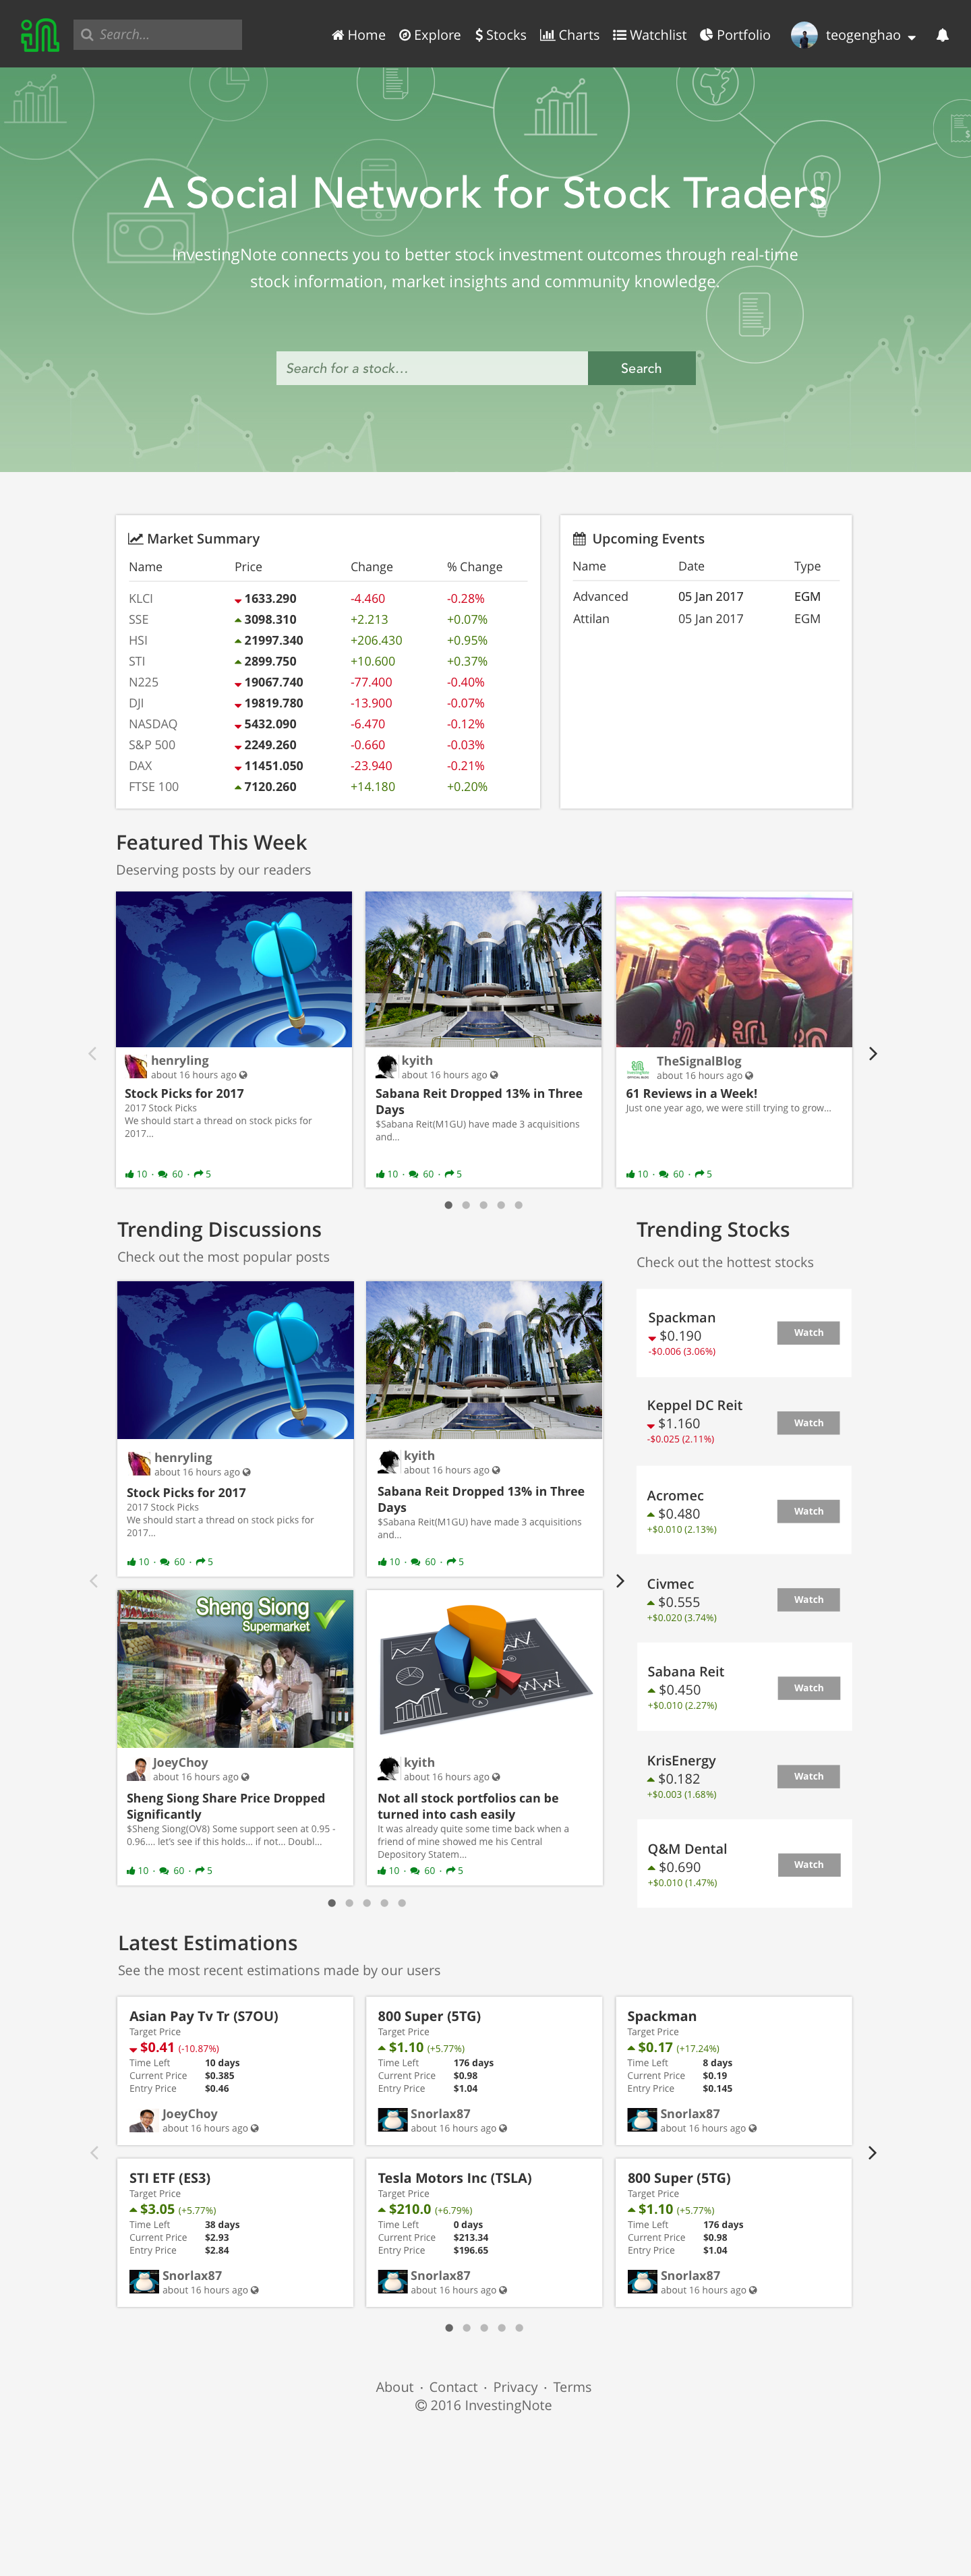 Search...
Home Explore Stocks Charts Watchlist Portfolio teogenghao
A Social Network for Stock Traders
InvestingNote connects you to better stock investment outcomes through real-time
stock information, market insights and community knowledge.
Search for a stock... Search
Market Summary
Name Price Change % Change
KLCI 1633.290 -4.460 -0.28%
SSE 3098.310 +2.213 +0.07%
HSI 21997.340 +206.430 +0.95%
STI 2899.750 +10.600 +0.37%
N225 19067.740 -77.400 -0.40%
DJI 19819.780 -13.900 -0.07%
NASDAQ 5432.090 -6.470 -0.12%
S&P 500 2249.260 -0.660 -0.03%
DAX 11451.050 -23.940 -0.21%
FTSE 100 7120.260 +14.180 +0.20%
Upcoming Events
Name Date Type
Advanced 05 Jan 2017 EGM
Attilan 05 Jan 2017 EGM
Featured This Week
Deserving posts by our readers
henryling
about 16 hours ago
Stock Picks for 2017
2017 Stock Picks
We should start a thread on stock picks for
2017...
10 · 60 · 5
kyith
about 16 hours ago
Sabana Reit Dropped 13% in Three
Days
$Sabana Reit(M1GU) have made 3 acquisitions
and...
10 · 60 · 5
TheSignalBlog
about 16 hours ago
61 Reviews in a Week!
Just one year ago, we were still trying to grow...
10 · 60 · 5
Trending Discussions
Check out the most popular posts
henryling
about 16 hours ago
Stock Picks for 2017
2017 Stock Picks
We should start a thread on stock picks for
2017...
10 · 60 · 5
kyith
about 16 hours ago
Sabana Reit Dropped 13% in Three
Days
$Sabana Reit(M1GU) have made 3 acquisitions
and...
10 · 60 · 5
Sheng Siong
Supermarket
JoeyChoy
about 16 hours ago
Sheng Siong Share Price Dropped
Significantly
$Sheng Siong(OV8) Some support seen at 0.95 -
0.96.... let's see if this holds... if not... Doubl...
10 · 60 · 5
kyith
about 16 hours ago
Not all stock portfolios can be
turned into cash easily
It was already quite some time back when a
friend of mine showed me his Central
Depository Statem...
10 · 60 · 5
Trending Stocks
Check out the hottest stocks
Spackman
$0.190
-$0.006 (3.06%)
Watch
Keppel DC Reit
$1.160
-$0.025 (2.11%)
Watch
Acromec
$0.480
+$0.010 (2.13%)
Watch
Civmec
$0.555
+$0.020 (3.74%)
Watch
Sabana Reit
$0.450
+$0.010 (2.27%)
Watch
KrisEnergy
$0.182
+$0.003 (1.68%)
Watch
Q&M Dental
$0.690
+$0.010 (1.47%)
Watch
Latest Estimations
See the most recent estimations made by our users
Asian Pay Tv Tr (S7OU)
Target Price
$0.41 (-10.87%)
Time Left 10 days
Current Price $0.385
Entry Price $0.46
JoeyChoy
about 16 hours ago
800 Super (5TG)
Target Price
$1.10 (+5.77%)
Time Left 176 days
Current Price $0.98
Entry Price $1.04
Snorlax87
about 16 hours ago
Spackman
Target Price
$0.17 (+17.24%)
Time Left 8 days
Current Price $0.19
Entry Price $0.145
Snorlax87
about 16 hours ago
STI ETF (ES3)
Target Price
$3.05 (+5.77%)
Time Left 38 days
Current Price $2.93
Entry Price $2.84
Snorlax87
about 16 hours ago
Tesla Motors Inc (TSLA)
Target Price
$210.0 (+6.79%)
Time Left 0 days
Current Price $213.34
Entry Price $196.65
Snorlax87
about 16 hours ago
800 Super (5TG)
Target Price
$1.10 (+5.77%)
Time Left 176 days
Current Price $0.98
Entry Price $1.04
Snorlax87
about 16 hours ago
About · Contact · Privacy · Terms
© 2016 InvestingNote